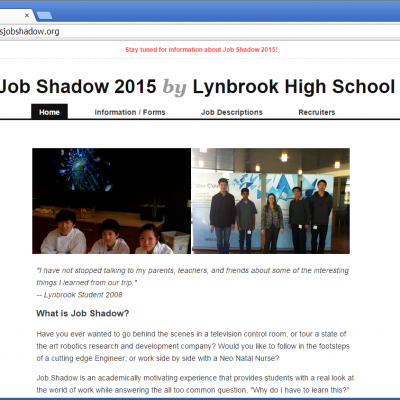 sjobshadow.org
Stay tuned for information about Job Shadow 2015!
Job Shadow 2015 by Lynbrook High School
Home Information / Forms Job Descriptions Recruiters
"I have not stopped talking to my parents, teachers, and friends about some of the interesting
things I learned from our trip."
-- Lynbrook Student 2008
What is Job Shadow?
Have you ever wanted to go behind the scenes in a television control room, or tour a state of
the art robotics research and development company? Would you like to follow in the footsteps
of a cutting edge Engineer, or work side by side with a Neo Natal Nurse?
Job Shadow is an academically motivating experience that provides students with a real look at
the world of work while answering the all too common question, "Why do I have to learn this?"